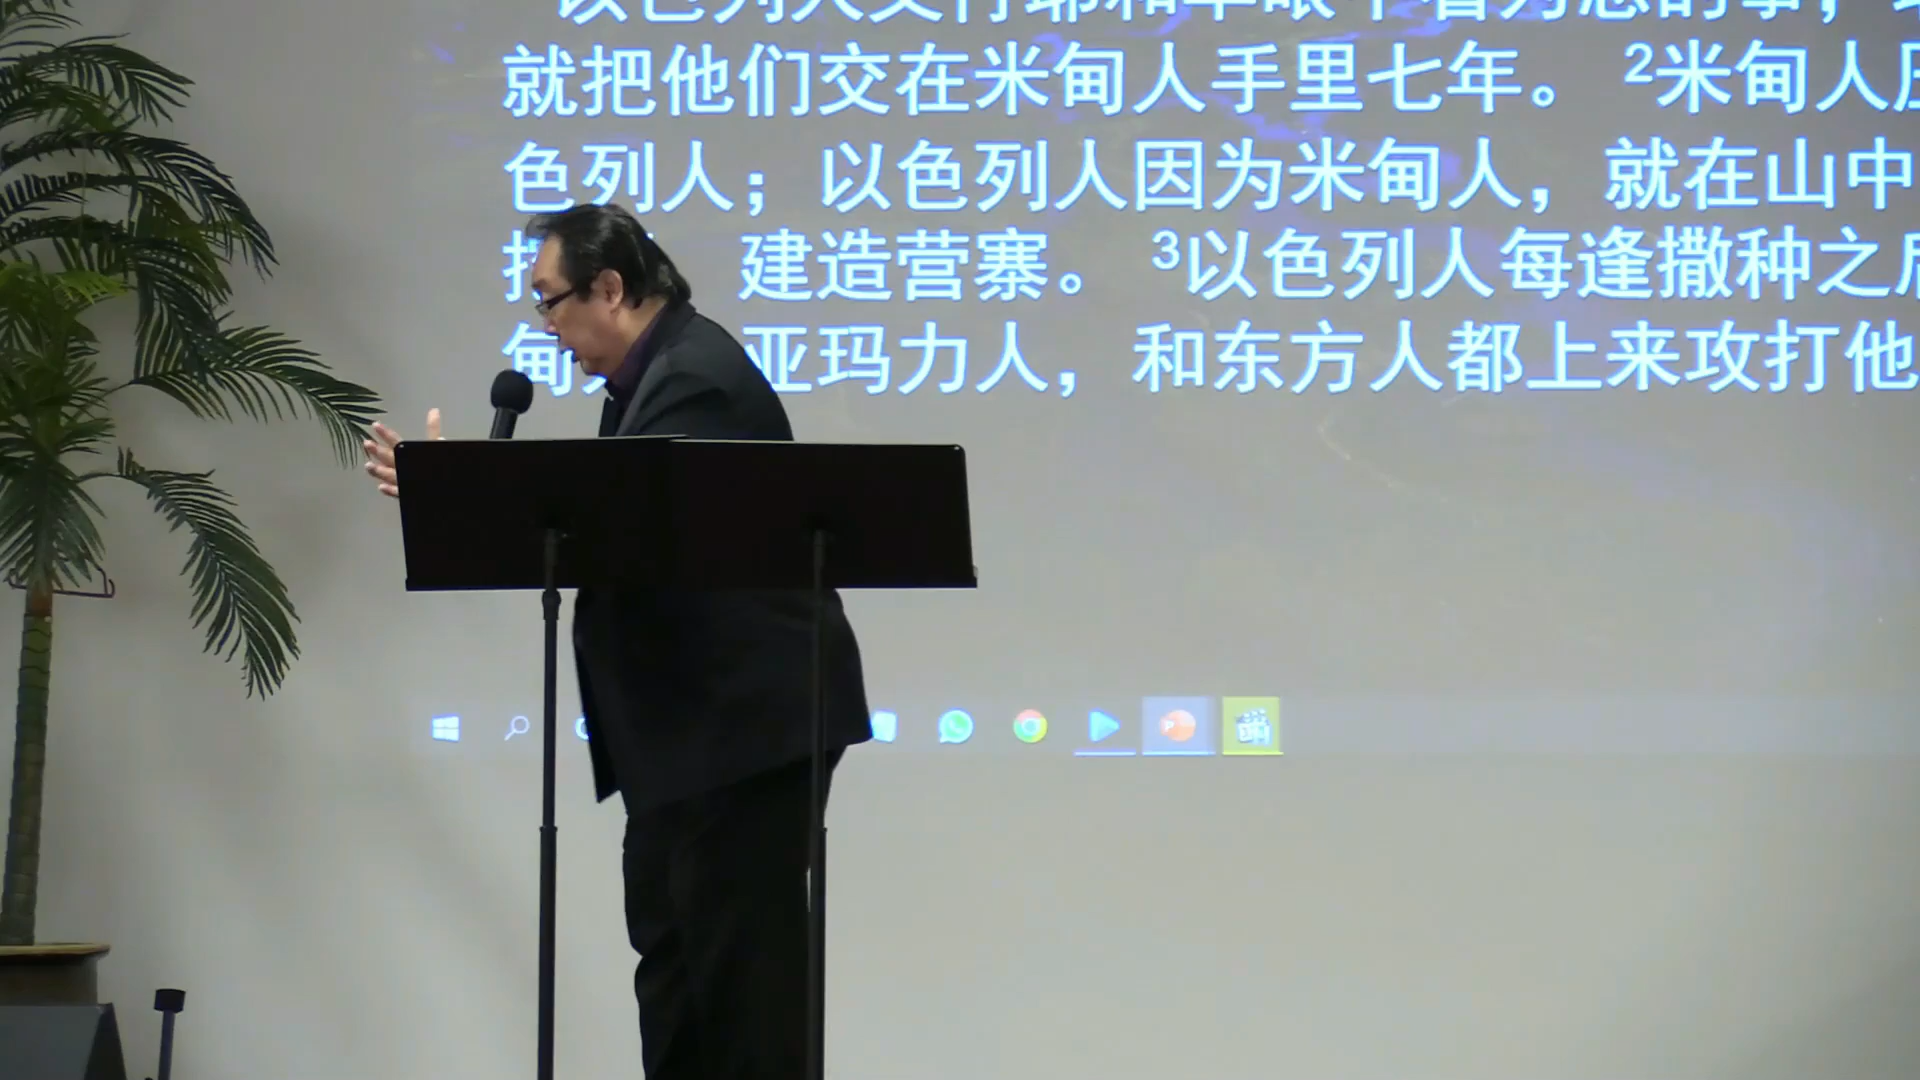 就把他们交在米甸人手里七年。 ²米甸人
色列人；以色列人因为米甸人，就在山中
建造营寨。 ³以色列人每逢撒种之后
甸 亚玛力人，和东方人都上来攻打他